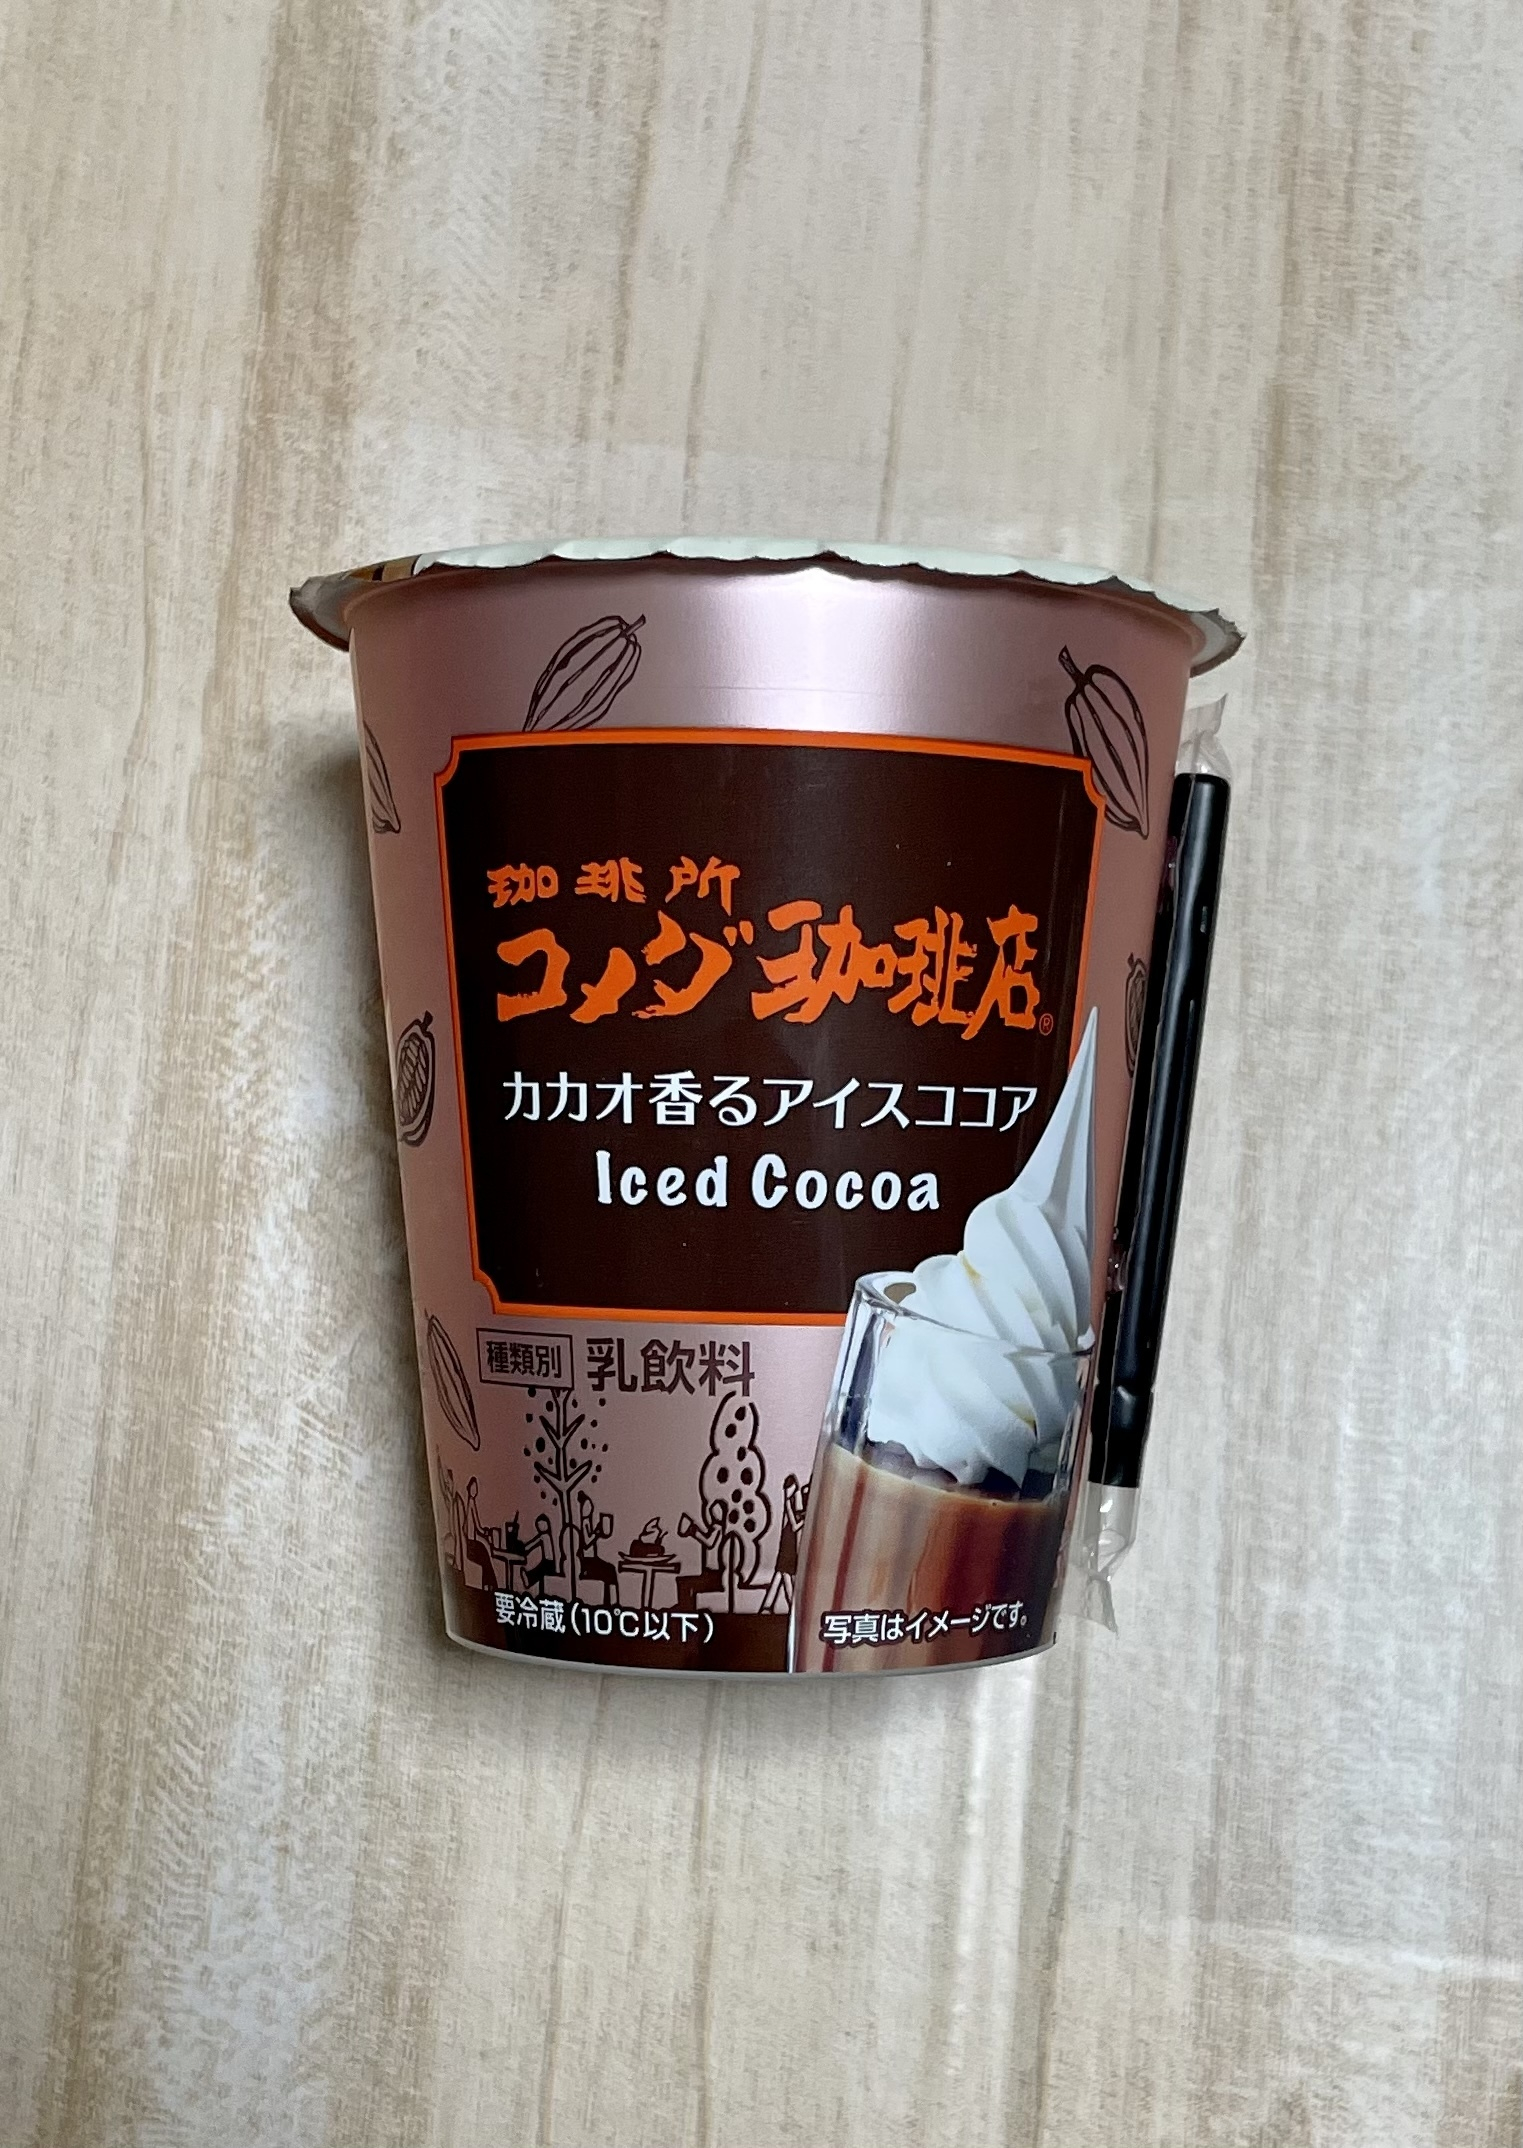 珈琲所
コメダ珈琲店®
カカオ香るアイスココア
Iced Cocoa
種類別 乳飲料
要冷蔵(10℃以下)
写真はイメージです。